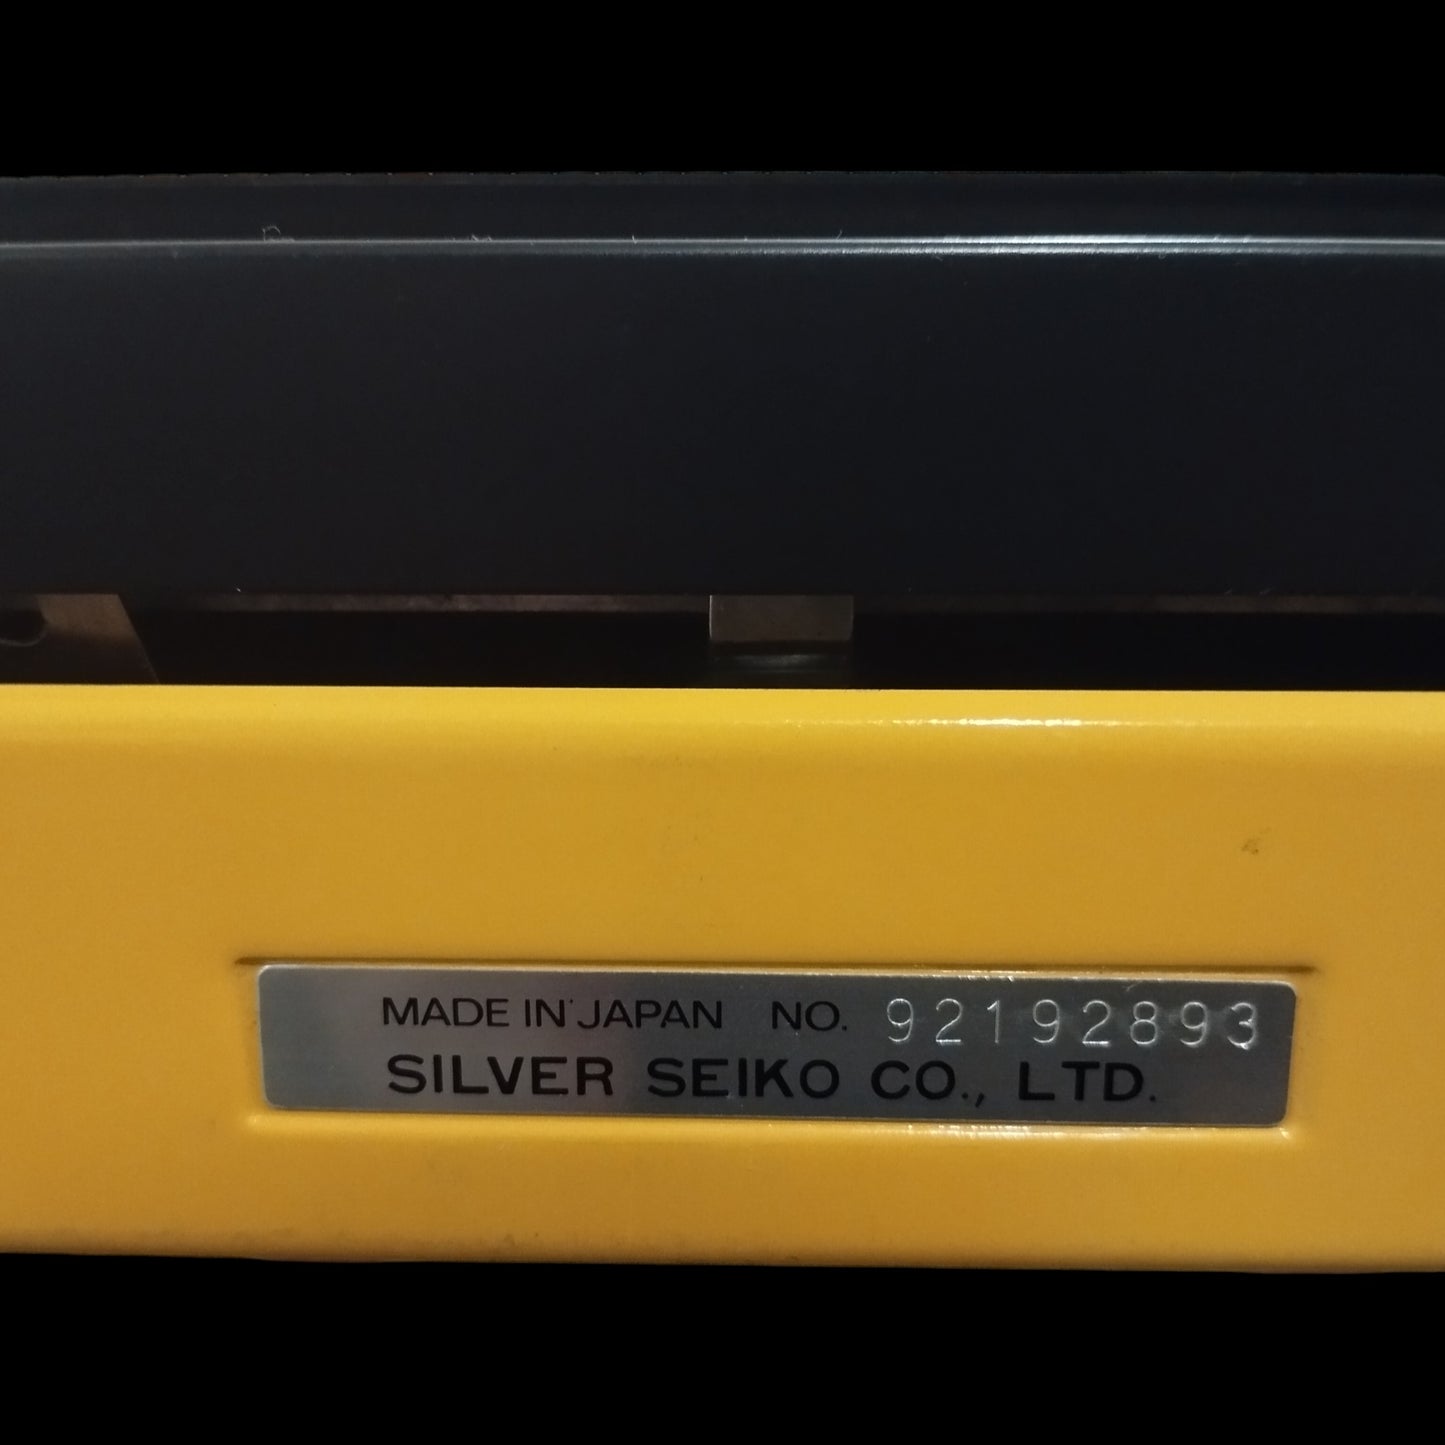 MADE IN JAPAN NO. 92192893
SILVER SEIKO CO., LTD.